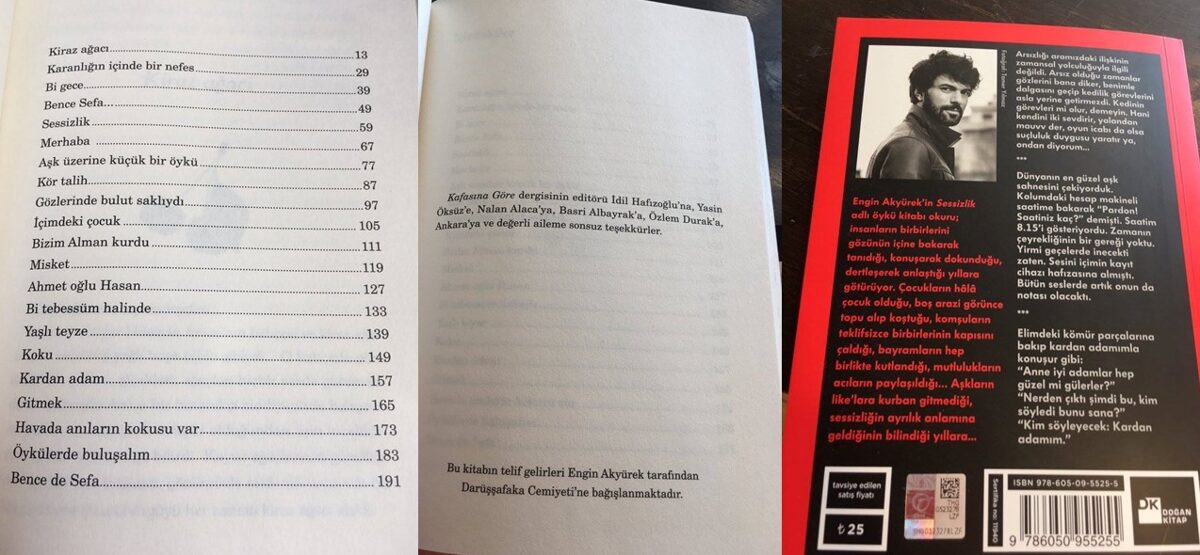 Kiraz ağacı 13
Karanlığın içinde bir nefes 29
Bi gece 39
Bence Sefa 49
Sessizlik 59
Merhaba 67
Aşk üzerine küçük bir öykü 77
Kör talih 87
Gözlerinde bulut saklıydı 97
İçimdeki çocuk 105
Bizim Alman kurdu 111
Misket 119
Ahmet oğlu Hasan 127
Bi tebessüm halinde 133
Yaşlı teyze 139
Koku 149
Kardan adam 157
Gitmek 165
Havada anıların kokusu var 173
Öykülerde buluşalım 183
Bence de Sefa 191
Kafasına Göre dergisinin editörü İdil Hafızoğlu'na, Yasin
Öksüz'e, Nalan Alaca'ya, Basri Albayrak'a, Özlem Durak'a,
Ankara'ya ve değerli aileme sonsuz teşekkürler.
Bu kitabın telif gelirleri Engin Akyürek tarafından
Darüşşafaka Cemiyeti'ne bağışlanmaktadır.
Fotoğraf: Tamer Yılmaz
Engin Akyürek'in Sessizlik
adlı öykü kitabı okuru;
insanların birbirlerini
gözünün içine bakarak
tanıdığı, konuşarak dokunduğu,
dertleşerek anlaştığı yıllara
götürüyor. Çocukların hâlâ
çocuk olduğu, boş arazi görünce
topu alıp koştuğu, komşuların
teklifsizce birbirlerinin kapısını
çaldığı, bayramların hep
birlikte kutlandığı, mutlulukların
acıların paylaşıldığı... Aşkların
like'lara kurban gitmediği,
sessizliğin ayrılık anlamına
geldiğinin bilindiği yıllara...
Arsızlığı aramızdaki ilişkinin
zamansal yolculuğuyla ilgili
değildi. Arsız olduğu zamanlar
gözlerini bana diker, benimle
dalgasını geçip kedilik görevlerini
asla yerine getirmezdi. Kedinin
görevleri mi olur, demeyin. Hani
kendini iki sevdirir, yalandan
mauvv der, oyun icabı da olsa
suçluluk duygusu yaratır ya,
ondan diyorum...
***
Dünyanın en güzel aşk
sahnesini çekiyorduk.
Kolumdaki hesap makineli
saatime bakarak "Pardon!
Saatiniz kaç?" demişti. Saatim
8.15'i gösteriyordu. Zamanın
çeyrekliğinin bir gereği yoktu.
Yirmi geçelerde inecekti
zaten. Sesini içimin kayıt
cihazı hafızasına almıştı.
Bütün seslerde artık onun da
notası olacaktı.
***
Elimdeki kömür parçalarına
bakıp kardan adamımla
konuşur gibi:
"Anne iyi adamlar hep
güzel mi gülerler?"
"Nerden çıktı şimdi bu, kim
söyledi bunu sana?"
"Kim söyleyecek: Kardan
adamım."
tavsiye edilen
satış fiyatı
₺ 25
Sertifika no: 11940
ISBN 978-605-09-5525-5
9 786050 955255
DK
DOĞAN
KİTAP